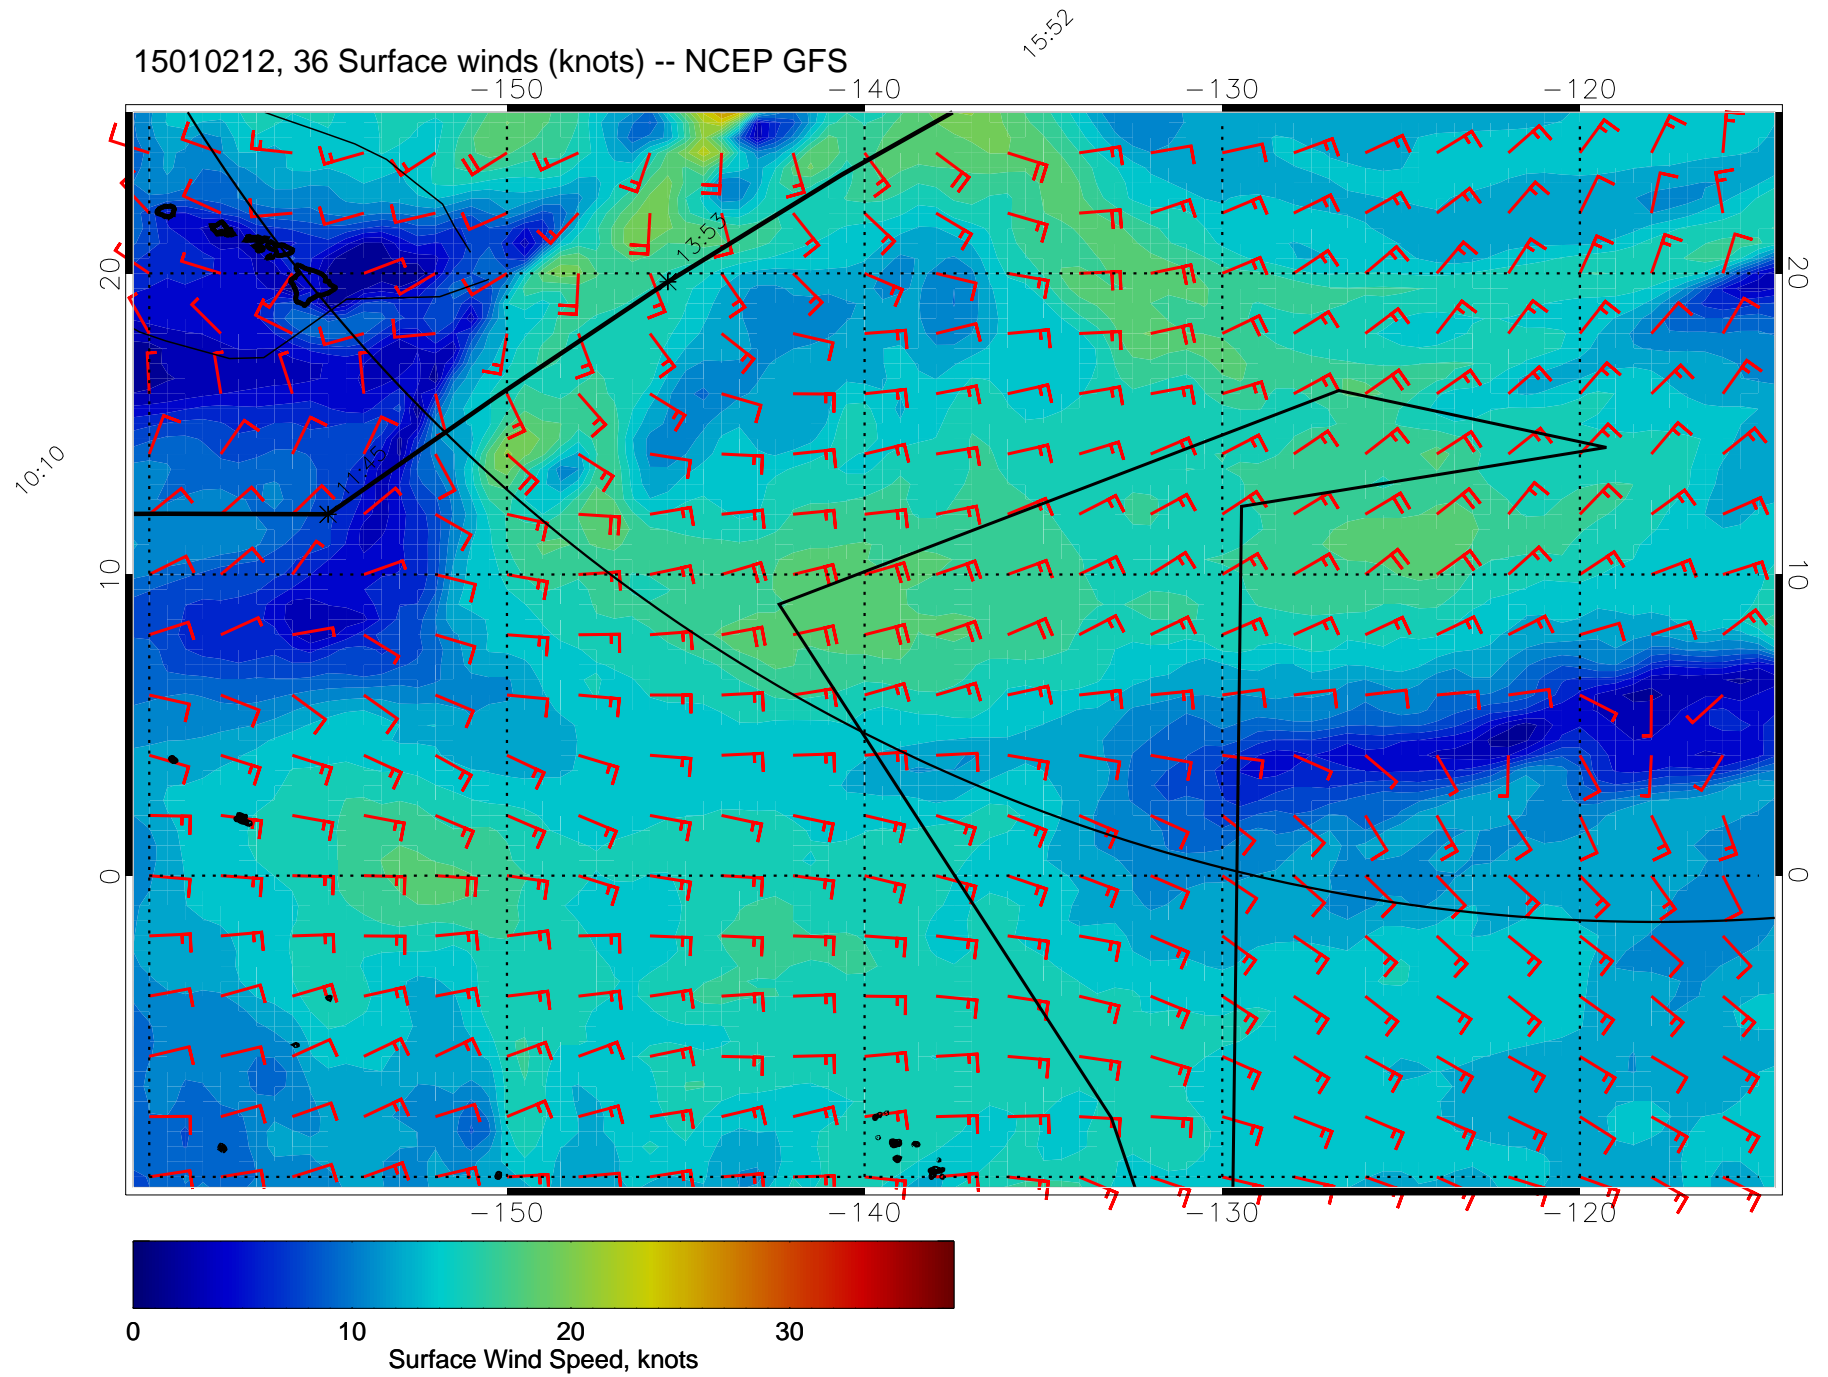 15:52
15010212, 36 Surface winds (knots) -- NCEP GFS
-150 -140 -130 -120
13:53
20 20
10:10
11:45
10 10
0 0
-150 -140 -130 -120
0 10 20 30
Surface Wind Speed, knots